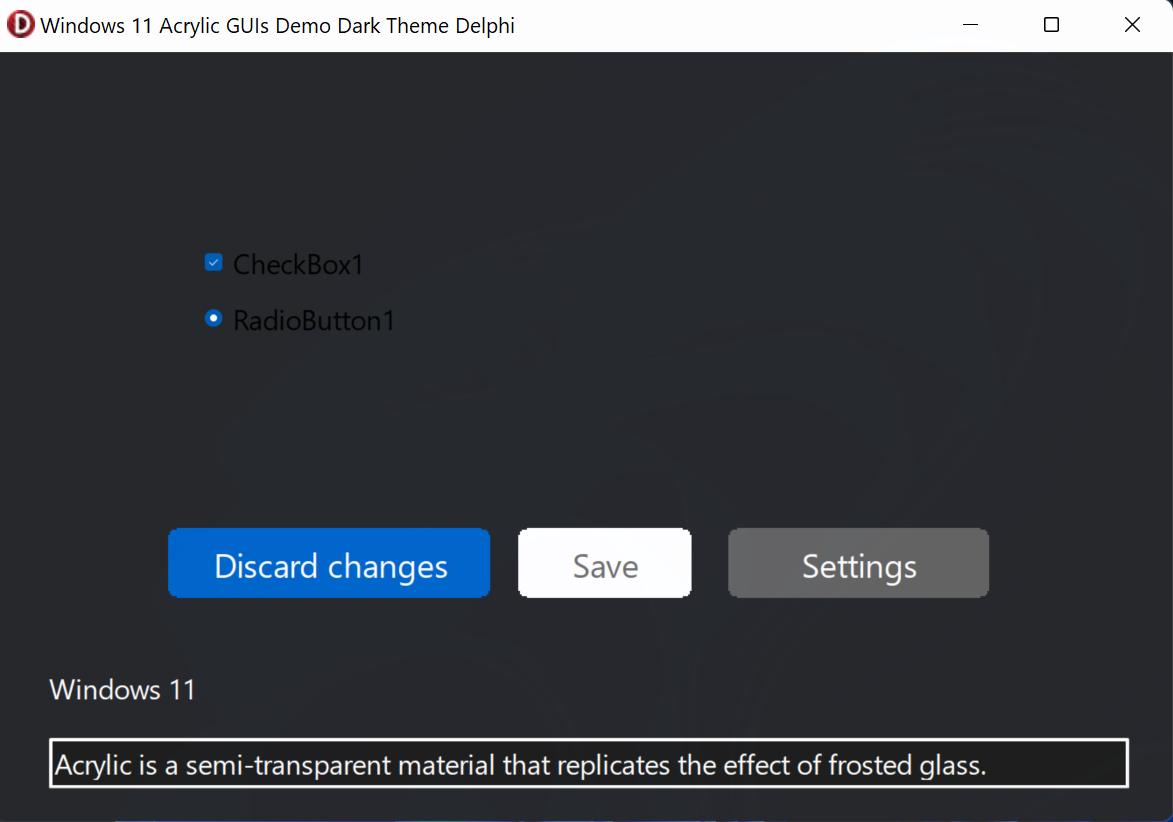 Windows 11 Acrylic GUIs Demo Dark Theme Delphi
CheckBox1
RadioButton1
Discard changes
Save
Settings
Windows 11
Acrylic is a semi-transparent material that replicates the effect of frosted glass.